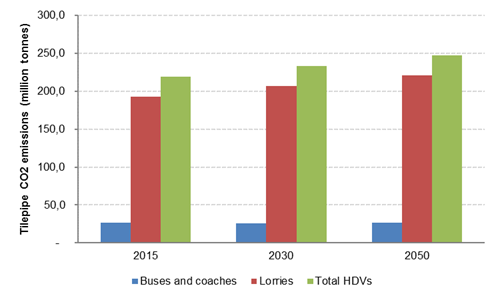 Tilepipe CO2 emissions (million tonnes)
300,0
250,0
200,0
150,0
100,0
50,0
-
2015 2030 2050
Buses and coaches Lorries Total HDVs